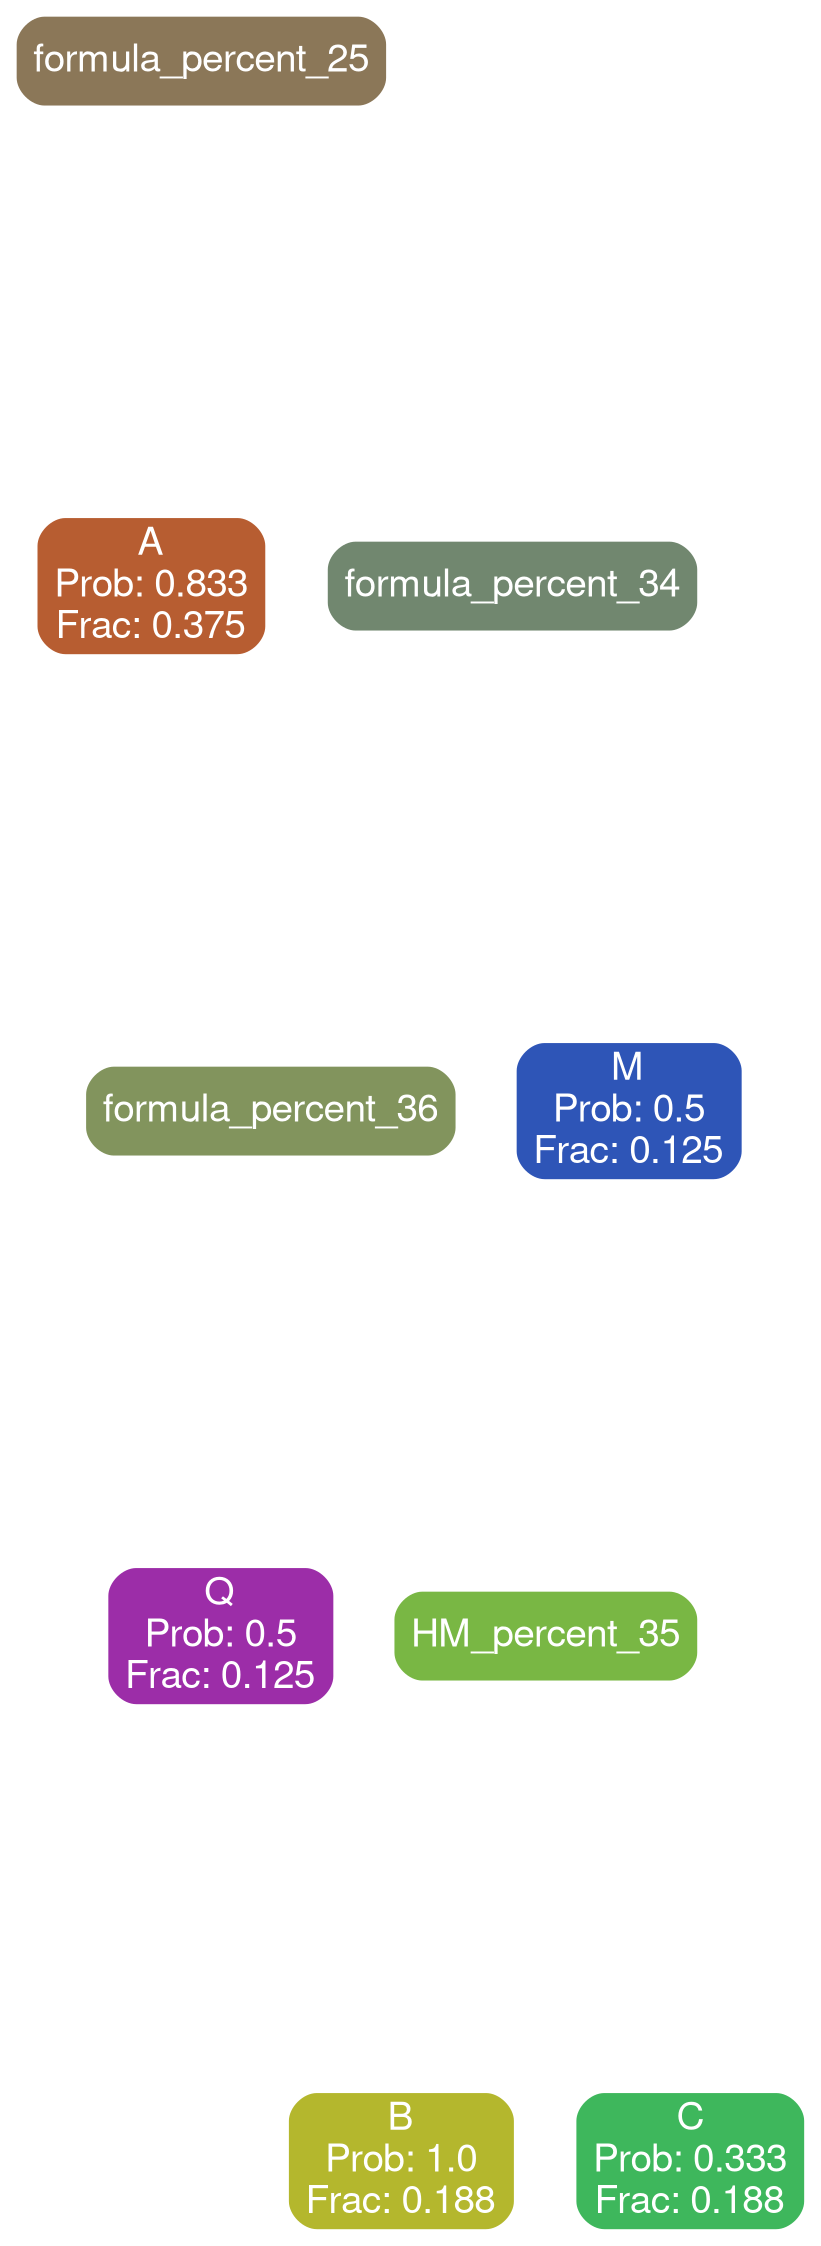 formula_percent_25
A
Prob: 0.833
Frac: 0.375
formula_percent_34
formula_percent_36
M
Prob: 0.5
Frac: 0.125
Q
Prob: 0.5
Frac: 0.125
HM_percent_35
B
Prob: 1.0
Frac: 0.188
C
Prob: 0.333
Frac: 0.188